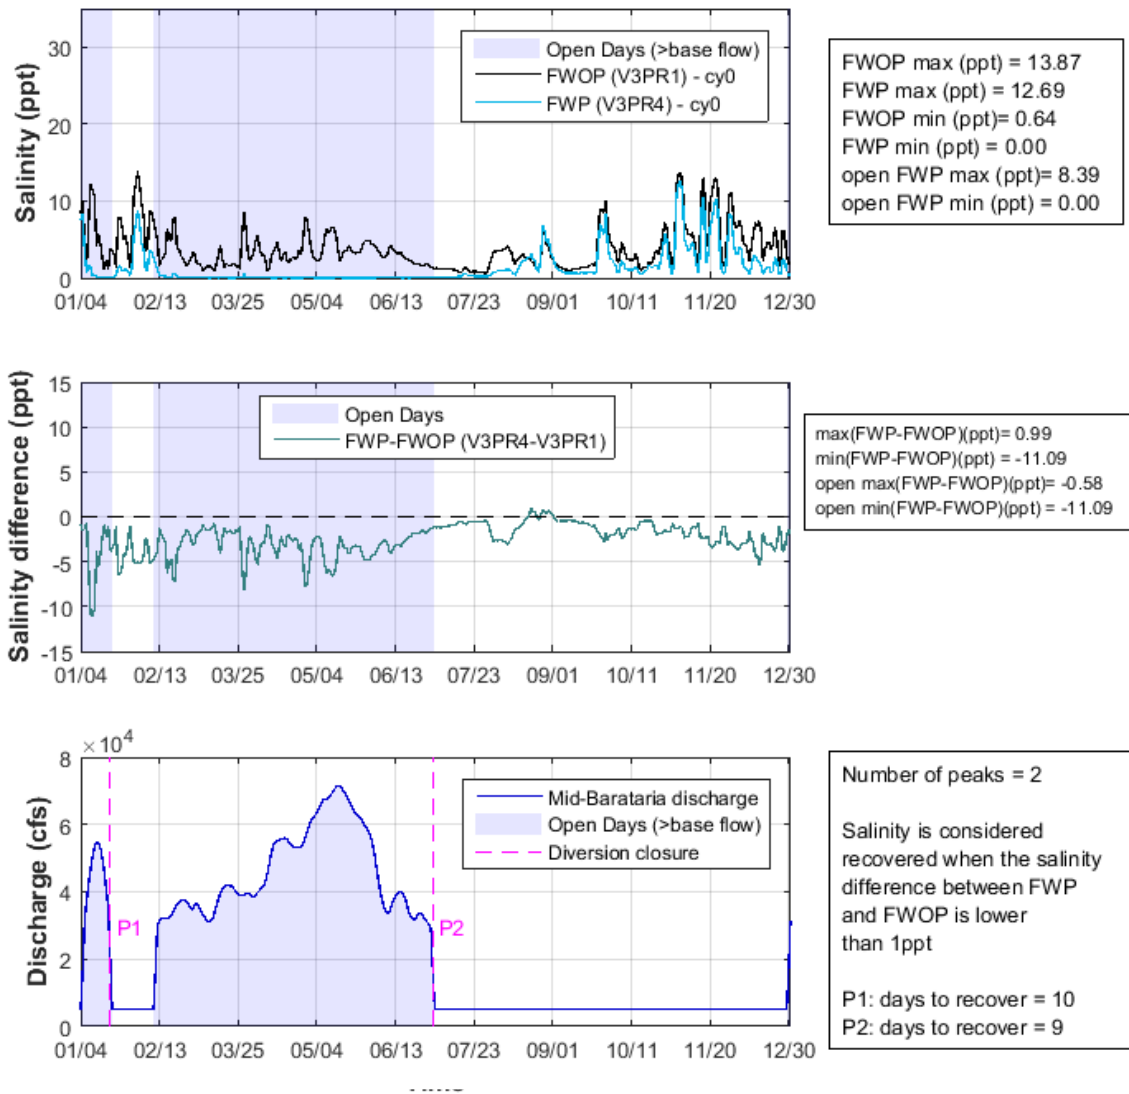 Salinity (ppt)
30
20
10
0
Open Days (>base flow)
FWOP (V3PR1) - cy0
FWP (V3PR4) - cy0
01/04 02/13 03/25 05/04 06/13 07/23 09/01 10/11 11/20 12/30
FWOP max (ppt) = 13.87
FWP max (ppt) = 12.69
FWOP min (ppt)= 0.64
FWP min (ppt) = 0.00
open FWP max (ppt)= 8.39
open FWP min (ppt) = 0.00
Salinity difference (ppt)
15
10
5
0
-5
-10
-15
Open Days
FWP-FWOP (V3PR4-V3PR1)
01/04 02/13 03/25 05/04 06/13 07/23 09/01 10/11 11/20 12/30
max(FWP-FWOP)(ppt)= 0.99
min(FWP-FWOP)(ppt) = -11.09
open max(FWP-FWOP)(ppt)= -0.58
open min(FWP-FWOP)(ppt) = -11.09
Discharge (cfs)
×10⁴
8
6
4
2
0
Mid-Barataria discharge
Open Days (>base flow)
Diversion closure
P1
P2
01/04 02/13 03/25 05/04 06/13 07/23 09/01 10/11 11/20 12/30
Number of peaks = 2
Salinity is considered
recovered when the salinity
difference between FWP
and FWOP is lower
than 1ppt
P1: days to recover = 10
P2: days to recover = 9